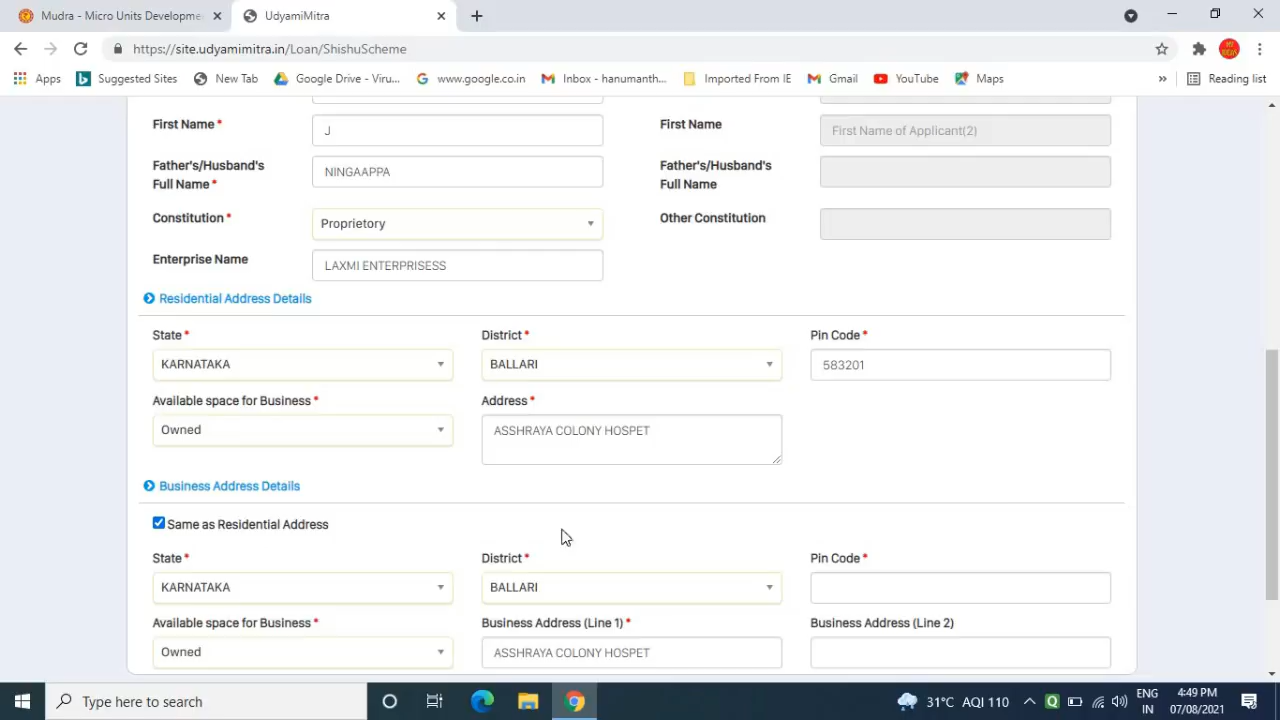 Mudra - Micro Units Developme
UdyamiMitra
https://site.udyamimitra.in/Loan/ShishuScheme
Apps Suggested Sites New Tab Google Drive - Viru... www.google.co.in Inbox - hanumanth... Imported From IE Gmail YouTube Maps » Reading list
First Name * J First Name First Name of Applicant(2)
Father's/Husband's Full Name * NINGAAPPA Father's/Husband's Full Name
Constitution * Proprietory Other Constitution
Enterprise Name LAXMI ENTERPRISESS
Residential Address Details
State * District * Pin Code *
KARNATAKA BALLARI 583201
Available space for Business * Address *
Owned ASSHRAYA COLONY HOSPET
Business Address Details
Same as Residential Address
State * District * Pin Code *
KARNATAKA BALLARI
Available space for Business * Business Address (Line 1) * Business Address (Line 2)
Owned ASSHRAYA COLONY HOSPET
Type here to search 31°C AQI 110 ENG 4:49 PM
IN 07/08/2021